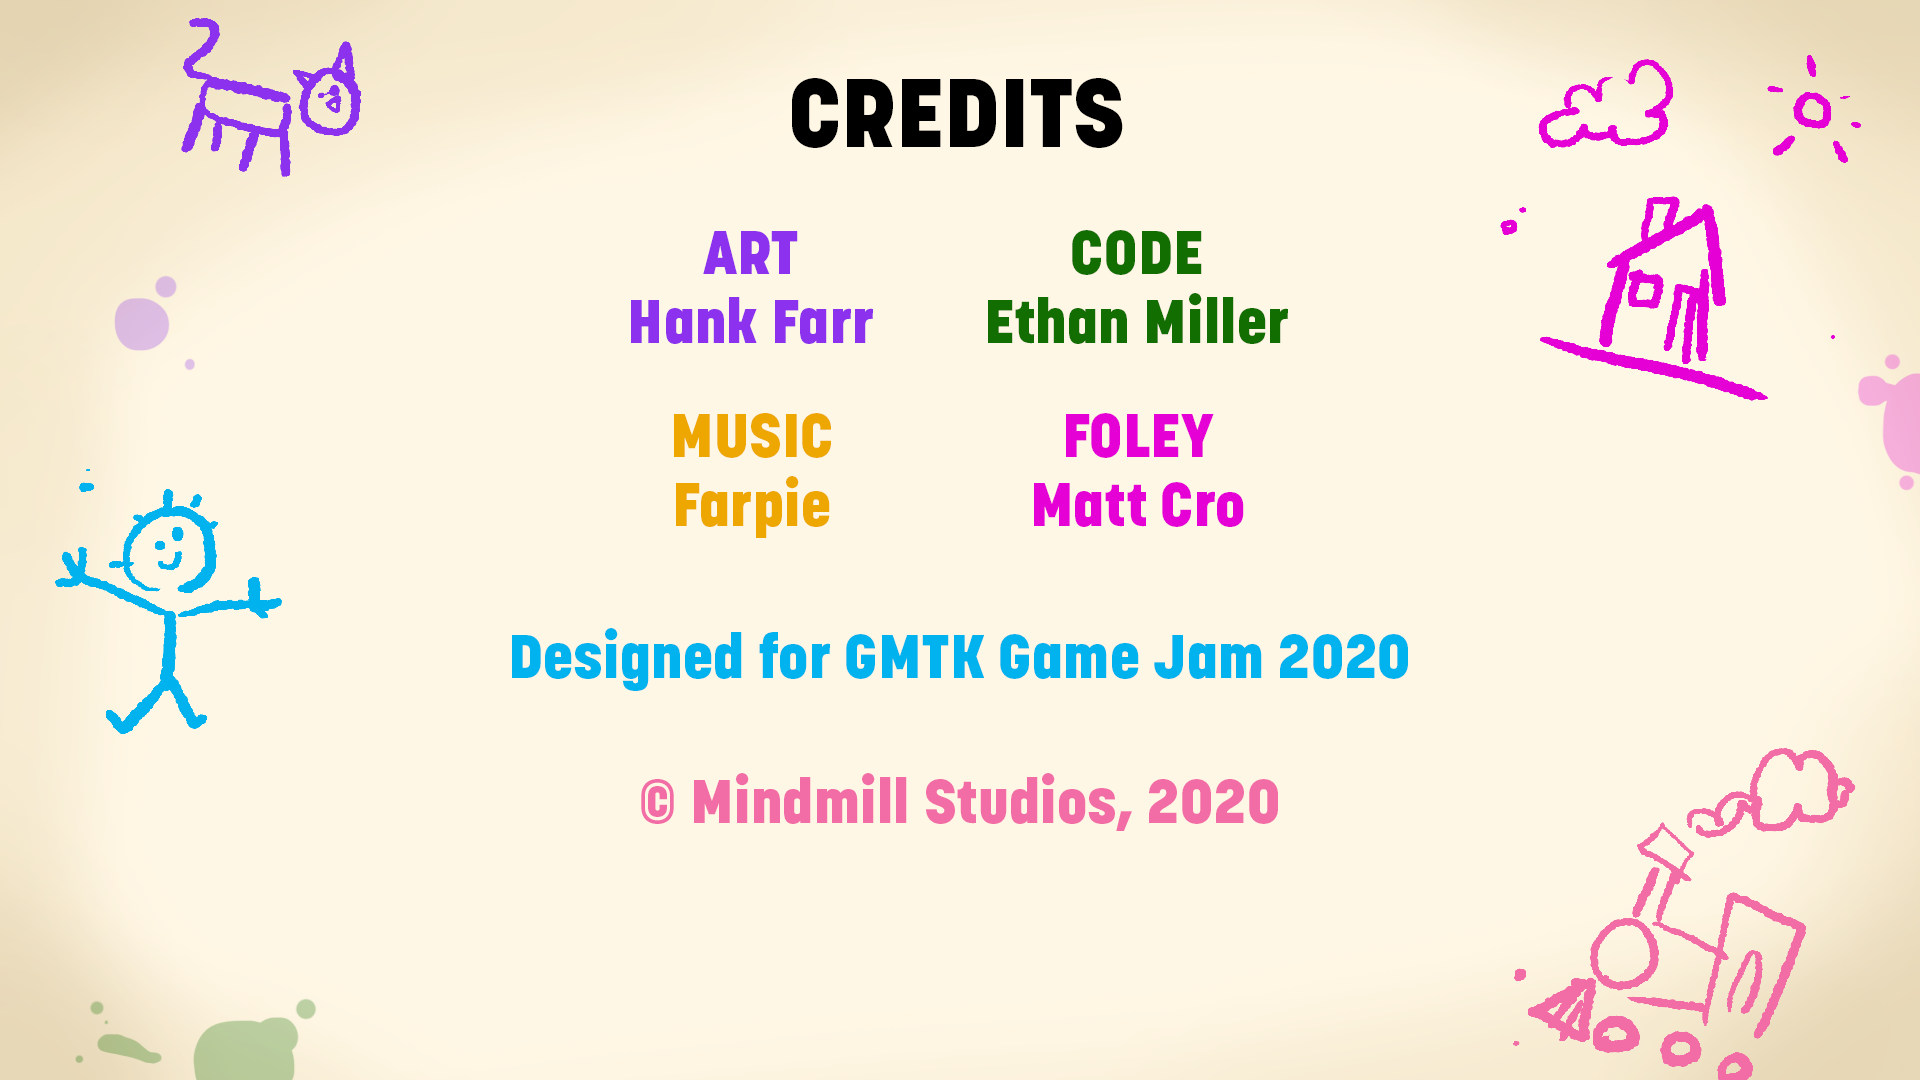 CREDITS
ART
Hank Farr
CODE
Ethan Miller
MUSIC
Farpie
FOLEY
Matt Cro
Designed for GMTK Game Jam 2020
© Mindmill Studios, 2020